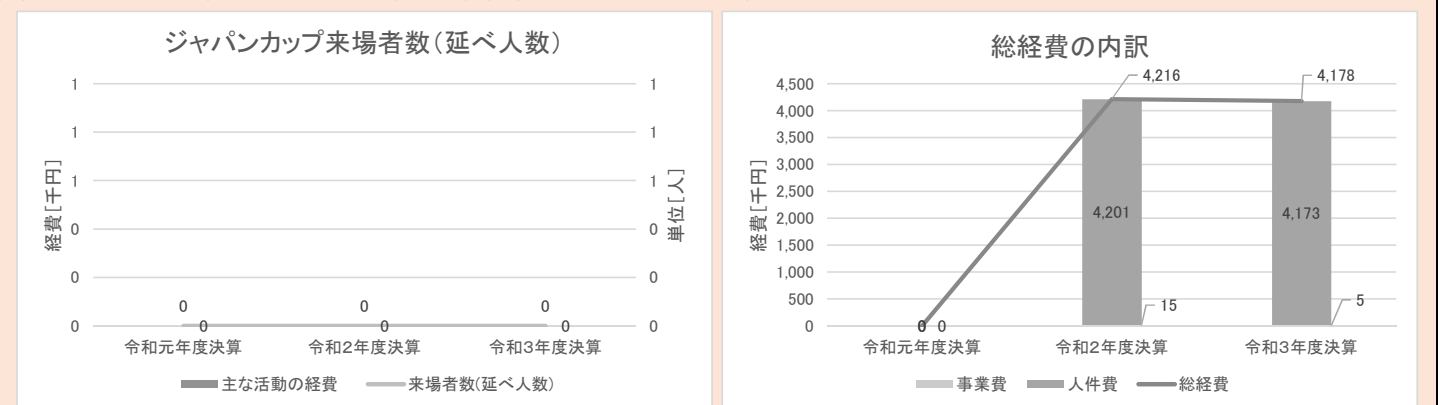 ジャパンカップ来場者数(延べ人数)
1
1
1
0
0
0
経費[千円]
1
1
1
0
0
0
単位[人]
0
0
0
0
0
0
令和元年度決算
令和2年度決算
令和3年度決算
主な活動の経費
来場者数(延べ人数)
総経費の内訳
4,500
4,000
3,500
3,000
2,500
2,000
1,500
1,000
500
0
経費[千円]
4,216
4,178
4,201
4,173
15
5
0
0
令和元年度決算
令和2年度決算
令和3年度決算
事業費
人件費
総経費